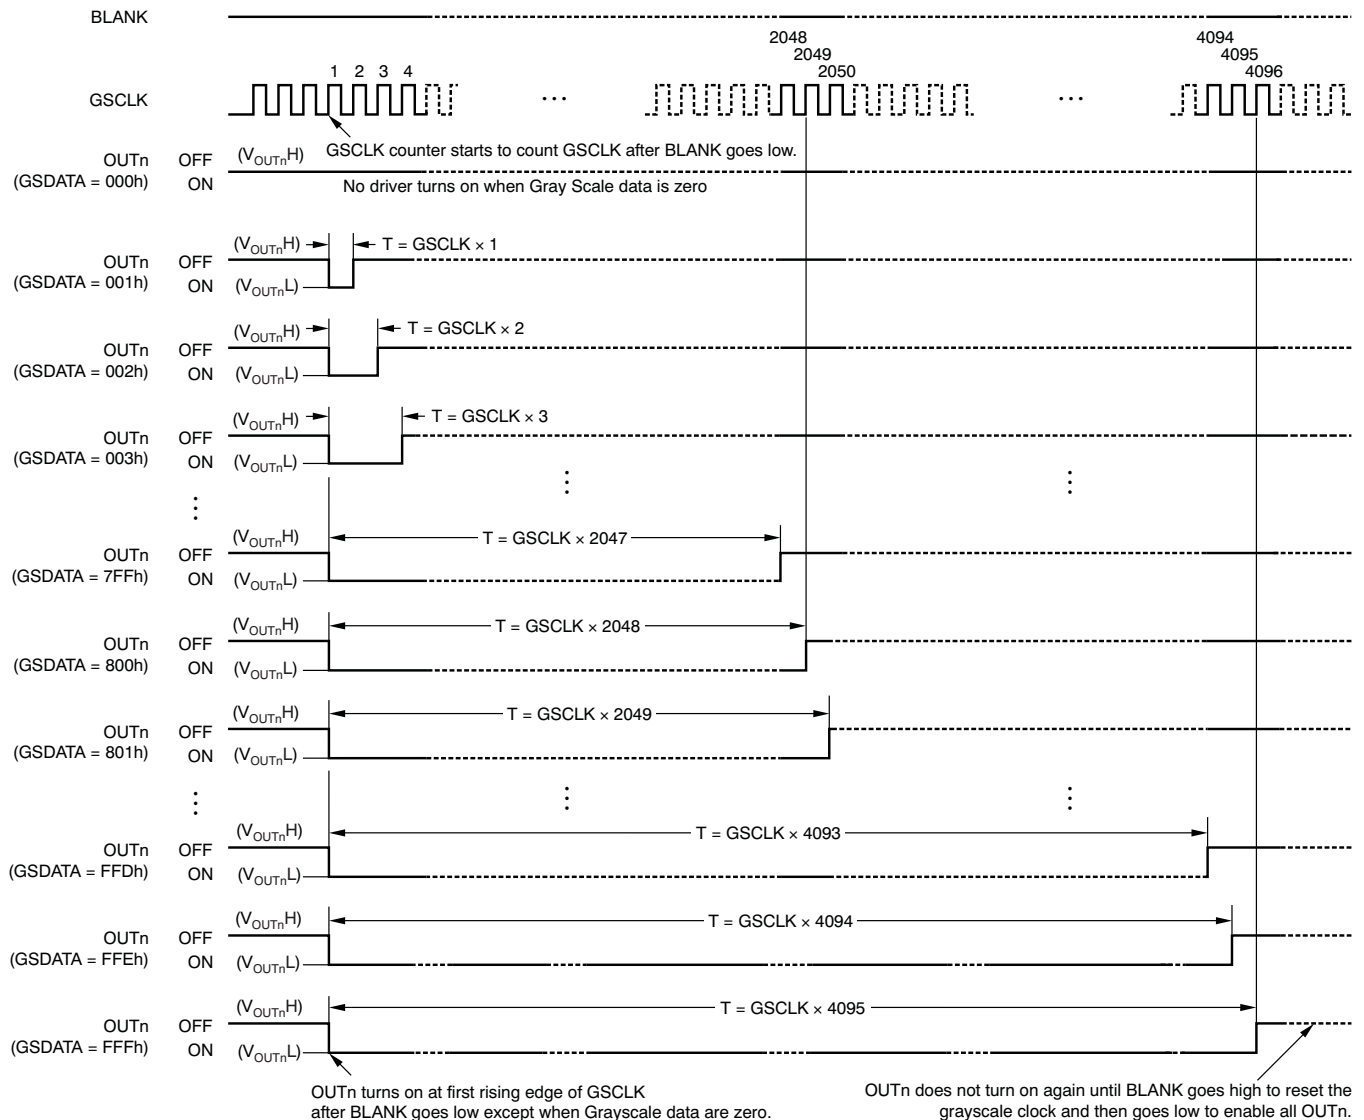 BLANK
2048
2049
2050
4094
4095
4096
1 2 3 4
GSCLK
... ...
GSCLK counter starts to count GSCLK after BLANK goes low.
OUTn OFF (VOUTnH)
(GSDATA = 000h) ON
No driver turns on when Gray Scale data is zero
(VOUTnH) T = GSCLK × 1
OUTn OFF
(GSDATA = 001h) ON (VOUTnL)
(VOUTnH) T = GSCLK × 2
OUTn OFF
(GSDATA = 002h) ON (VOUTnL)
(VOUTnH) T = GSCLK × 3
OUTn OFF
(GSDATA = 003h) ON (VOUTnL)
(VOUTnH) T = GSCLK × 2047
OUTn OFF
(GSDATA = 7FFh) ON (VOUTnL)
(VOUTnH) T = GSCLK × 2048
OUTn OFF
(GSDATA = 800h) ON (VOUTnL)
(VOUTnH) T = GSCLK × 2049
OUTn OFF
(GSDATA = 801h) ON (VOUTnL)
(VOUTnH) T = GSCLK × 4093
OUTn OFF
(GSDATA = FFDh) ON (VOUTnL)
(VOUTnH) T = GSCLK × 4094
OUTn OFF
(GSDATA = FFEh) ON (VOUTnL)
(VOUTnH) T = GSCLK × 4095
OUTn OFF
(GSDATA = FFFh) ON (VOUTnL)
OUTn turns on at first rising edge of GSCLK
after BLANK goes low except when Grayscale data are zero.
OUTn does not turn on again until BLANK goes high to reset the
grayscale clock and then goes low to enable all OUTn.